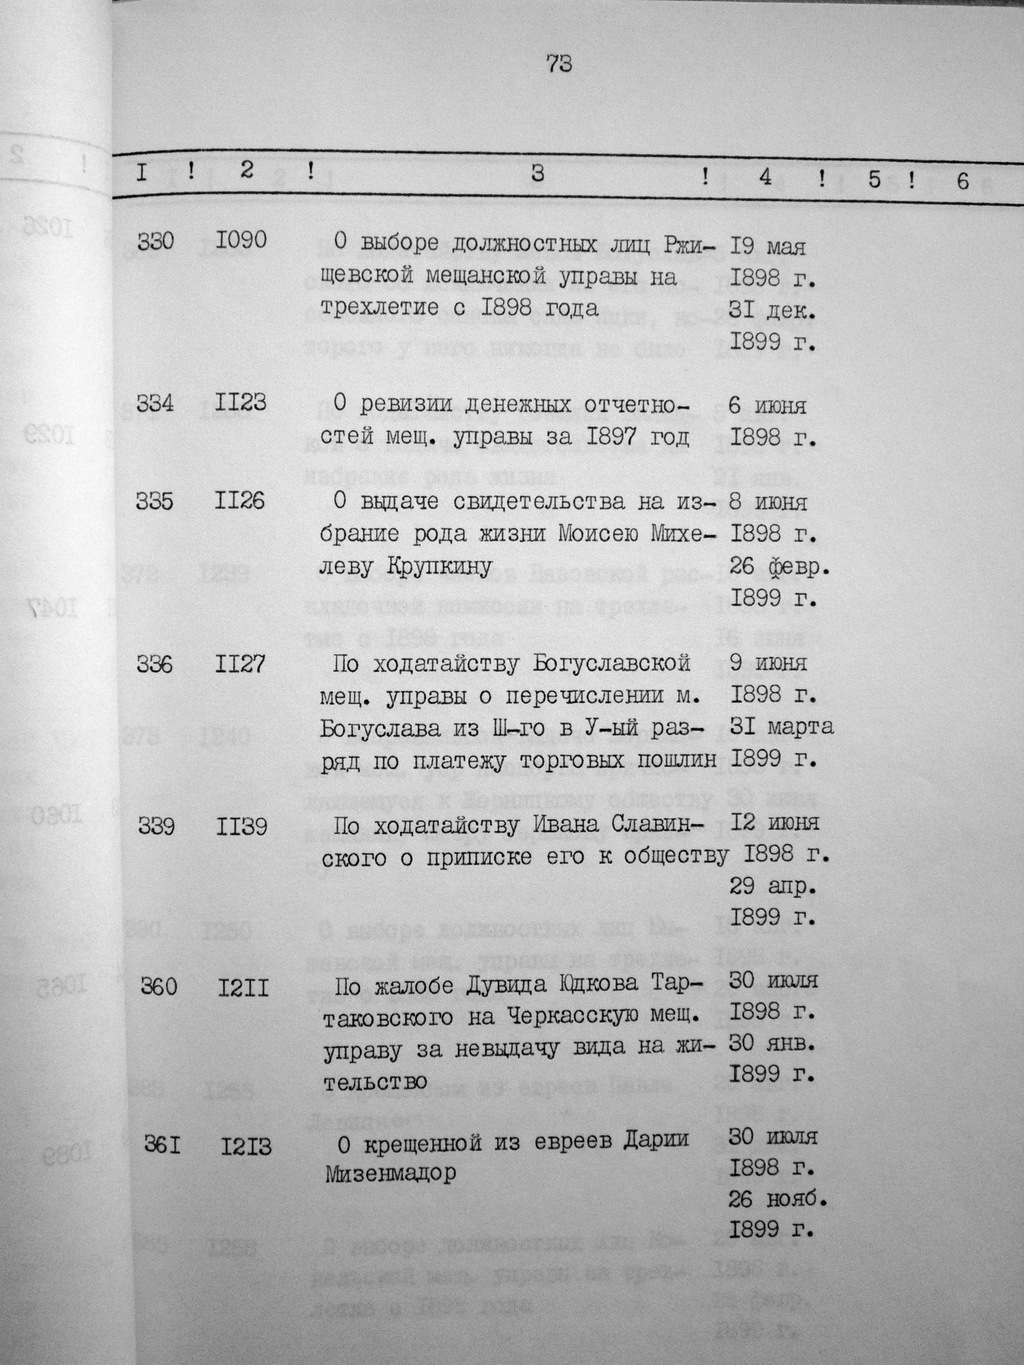 73
I ! 2 ! 3 ! 4 ! 5 ! 6
330 I090 О выборе должностных лиц Ржи- I9 мая
щевской мещанской управы на I898 г.
трехлетие с I898 года 3I дек.
I899 г.
334 II23 О ревизии денежных отчетно- 6 июня
стей мещ. управы за I897 год I898 г.
335 II26 О выдаче свидетельства на из- 8 июня
брание рода жизни Моисею Михе- I898 г.
леву Крупкину 26 февр.
I899 г.
336 II27 По ходатайству Богуславской 9 июня
мещ. управы о перечислении м. I898 г.
Богуслава из Ш-го в У-ый раз- 3I марта
ряд по платежу торговых пошлин I899 г.
339 II39 По ходатайству Ивана Славин- I2 июня
ского о приписке его к обществу I898 г.
29 апр.
I899 г.
360 I2II По жалобе Дувида Юдкова Тар- 30 июля
таковского на Черкасскую мещ. I898 г.
управу за невыдачу вида на жи- 30 янв.
тельство I899 г.
36I I2I3 О крещенной из евреев Дарии 30 июля
Мизенмадор I898 г.
26 нояб.
I899 г.